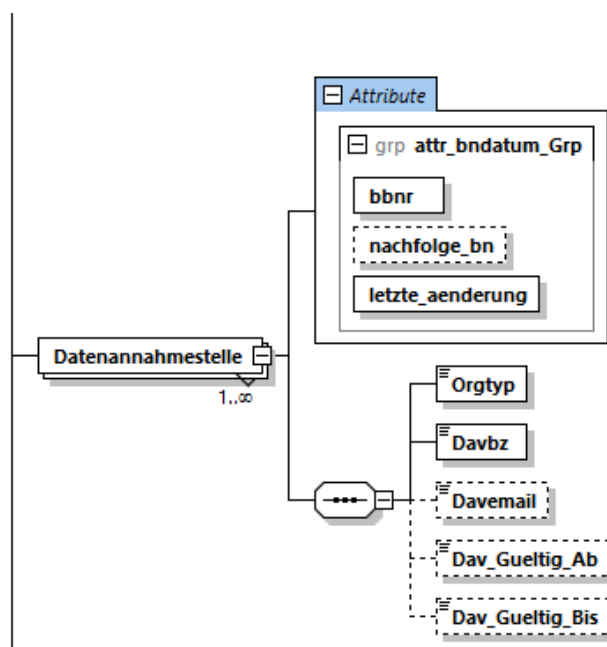 Attribute
grp attr_bndatum_Grp
bbnr
nachfolge_bn
letzte_aenderung
Datenannahmestelle
1..∞
Orgtyp
Davbz
Davemail
Dav_Gueltig_Ab
Dav_Gueltig_Bis